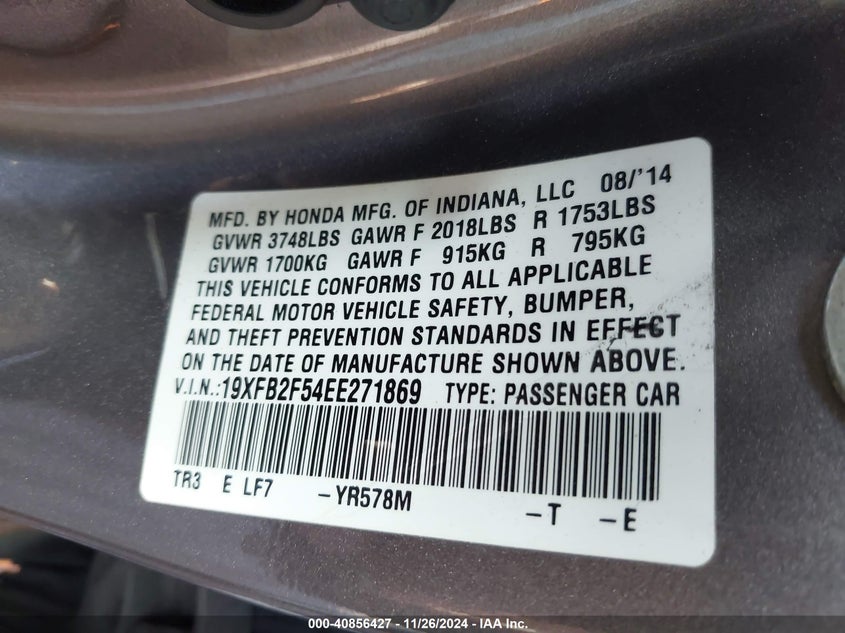 MFD. BY HONDA MFG. OF INDIANA, LLC 08/'14
GVWR 3748LBS GAWR F 2018LBS R 1753LBS
GVWR 1700KG GAWR F 915KG R 795KG
THIS VEHICLE CONFORMS TO ALL APPLICABLE
FEDERAL MOTOR VEHICLE SAFETY, BUMPER,
AND THEFT PREVENTION STANDARDS IN EFFECT
ON THE DATE OF MANUFACTURE SHOWN ABOVE.
V.I.N.:19XFB2F54EE271869 TYPE: PASSENGER CAR
TR3 E LF7 -YR578M -T -E
000-40856427 - 11/26/2024 - IAA Inc.